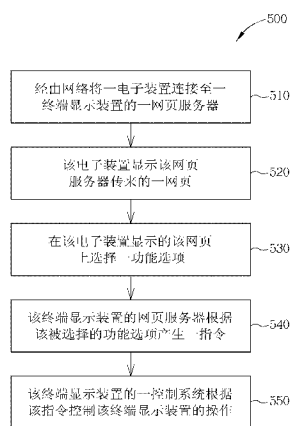 500
经由网络将一电子装置连接至一
终端显示装置的一网页服务器
510
该电子装置显示该网页
服务器传来的一网页
520
在该电子装置显示的该网页
上选择一功能选项
530
该终端显示装置的网页服务器根据
该被选择的功能选项产生一指令
540
该终端显示装置的一控制系统根据
该指令控制该终端显示装置的操作
550